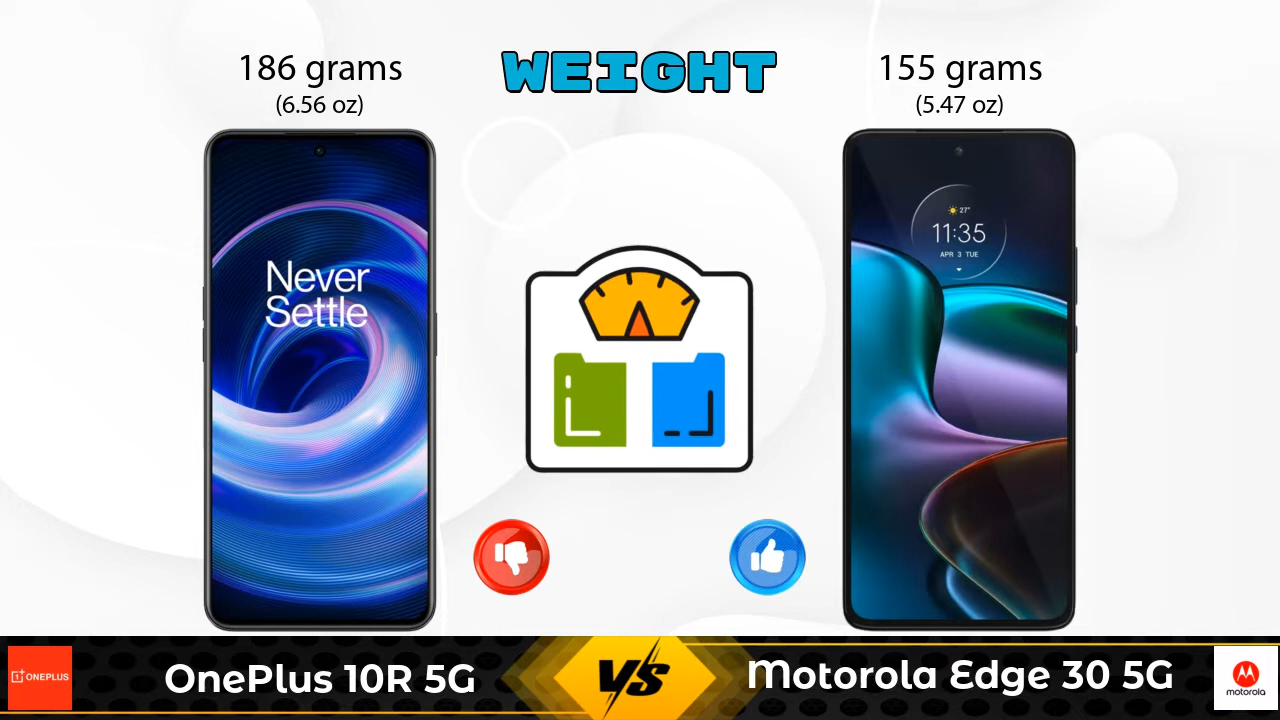 WEIGHT
186 grams
(6.56 oz)
155 grams
(5.47 oz)
Never
Settle
27°
11:35
APR 3 TUE
1+ ONEPLUS
OnePlus 10R 5G
VS
Motorola Edge 30 5G
motorola